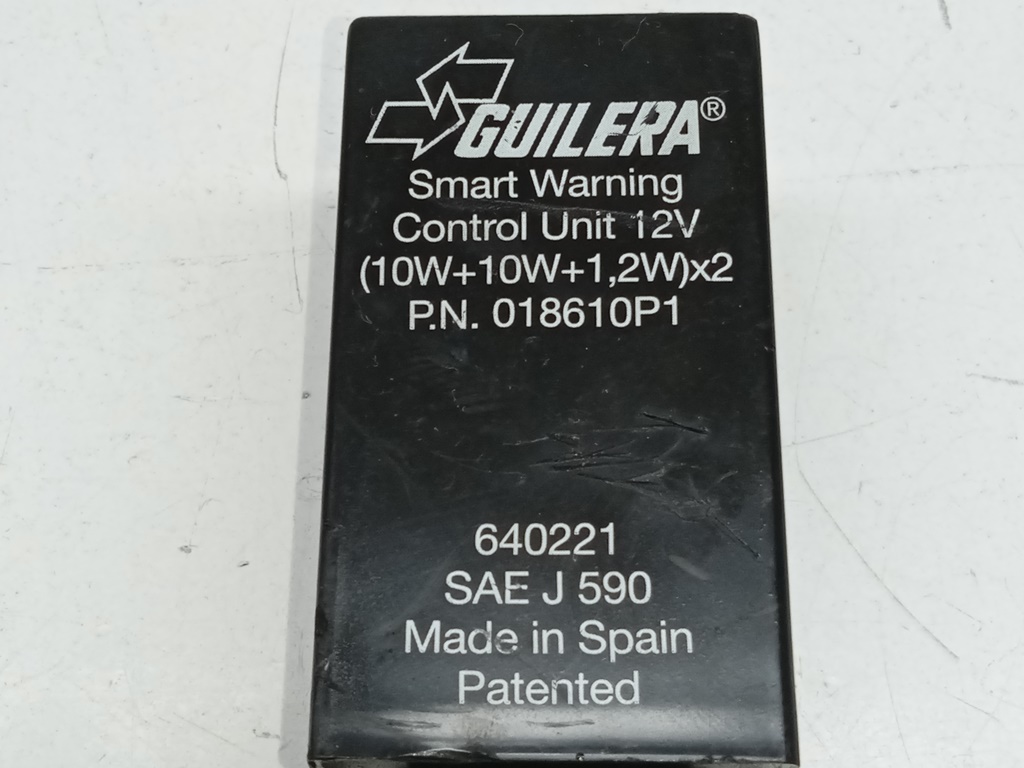 GUILERA®
Smart Warning
Control Unit 12V
(10W+10W+1,2W)x2
P.N. 018610P1
640221
SAE J 590
Made in Spain
Patented